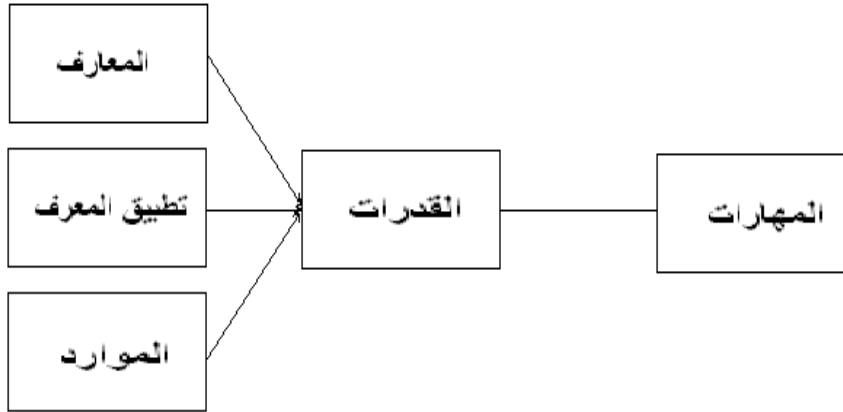 المعارف
تطبيق المعرف
الموارد
القدرات
المهارات